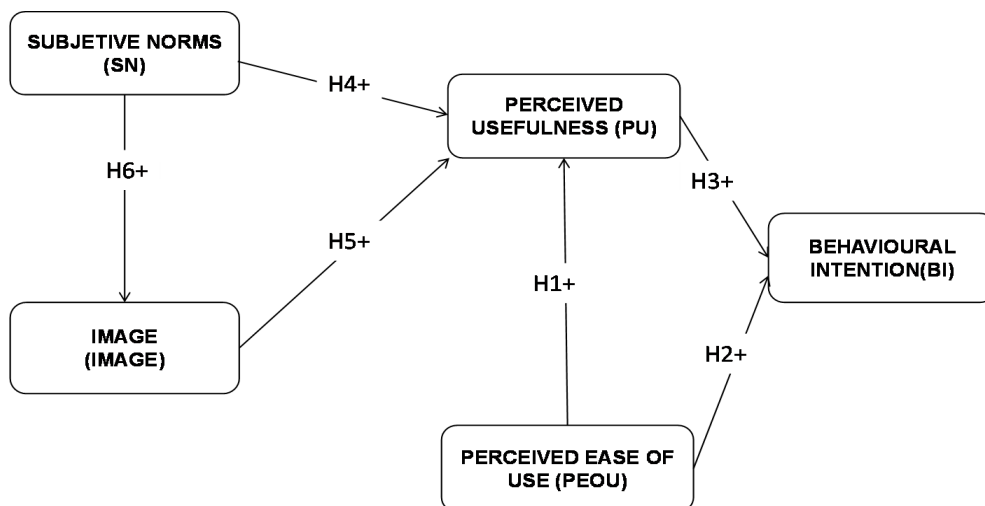 SUBJETIVE NORMS
(SN)
H4+
PERCEIVED
USEFULNESS (PU)
H6+
H3+
H5+
BEHAVIOURAL
INTENTION(BI)
H1+
IMAGE
(IMAGE)
H2+
PERCEIVED EASE OF
USE (PEOU)